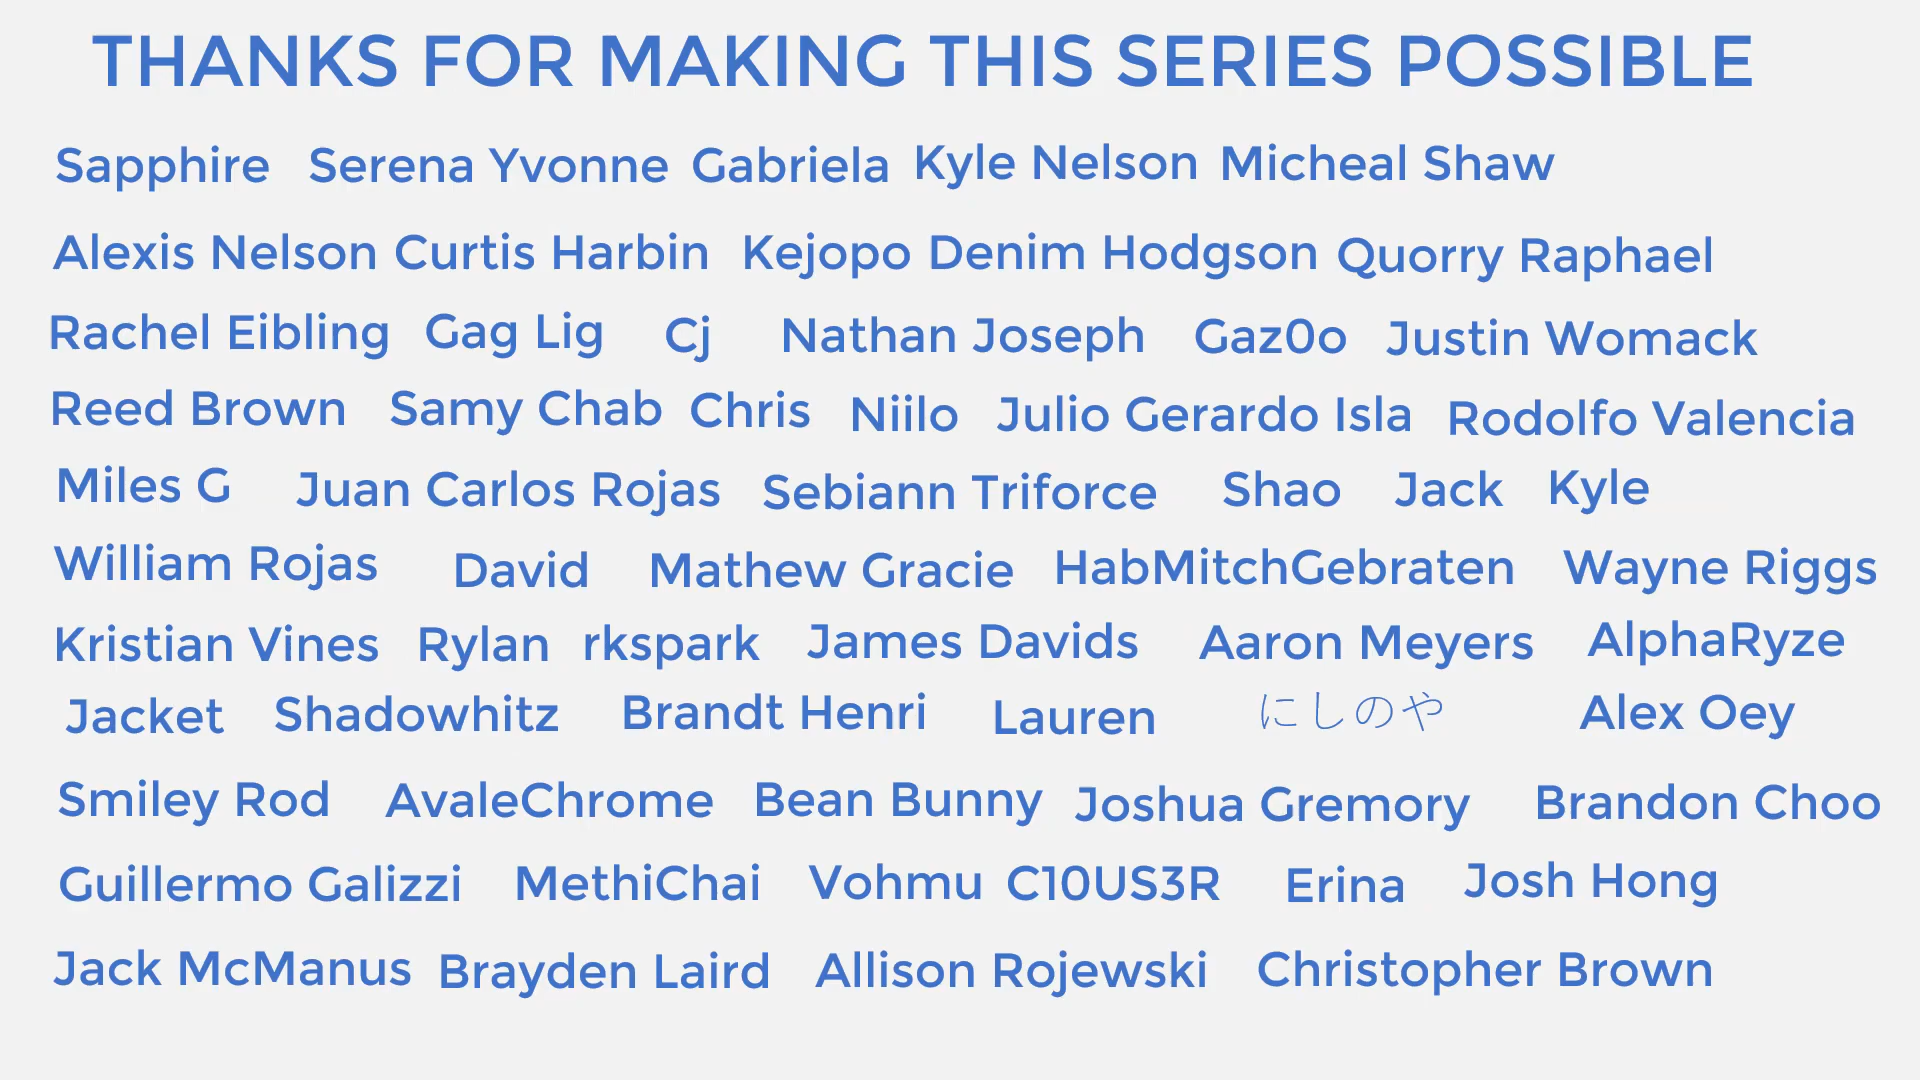 THANKS FOR MAKING THIS SERIES POSSIBLE
Sapphire Serena Yvonne Gabriela Kyle Nelson Micheal Shaw
Alexis Nelson Curtis Harbin Kejopo Denim Hodgson Quorry Raphael
Rachel Eibling Gag Lig Cj Nathan Joseph Gaz0o Justin Womack
Reed Brown Samy Chab Chris Niilo Julio Gerardo Isla Rodolfo Valencia
Miles G Juan Carlos Rojas Sebiann Triforce Shao Jack Kyle
William Rojas David Mathew Gracie HabMitchGebraten Wayne Riggs
Kristian Vines Rylan rkspark James Davids Aaron Meyers AlphaRyze
Jacket Shadowhitz Brandt Henri Lauren にしのや Alex Oey
Smiley Rod AvaleChrome Bean Bunny Joshua Gremory Brandon Choo
Guillermo Galizzi MethiChai Vohmu C10US3R Erina Josh Hong
Jack McManus Brayden Laird Allison Rojewski Christopher Brown